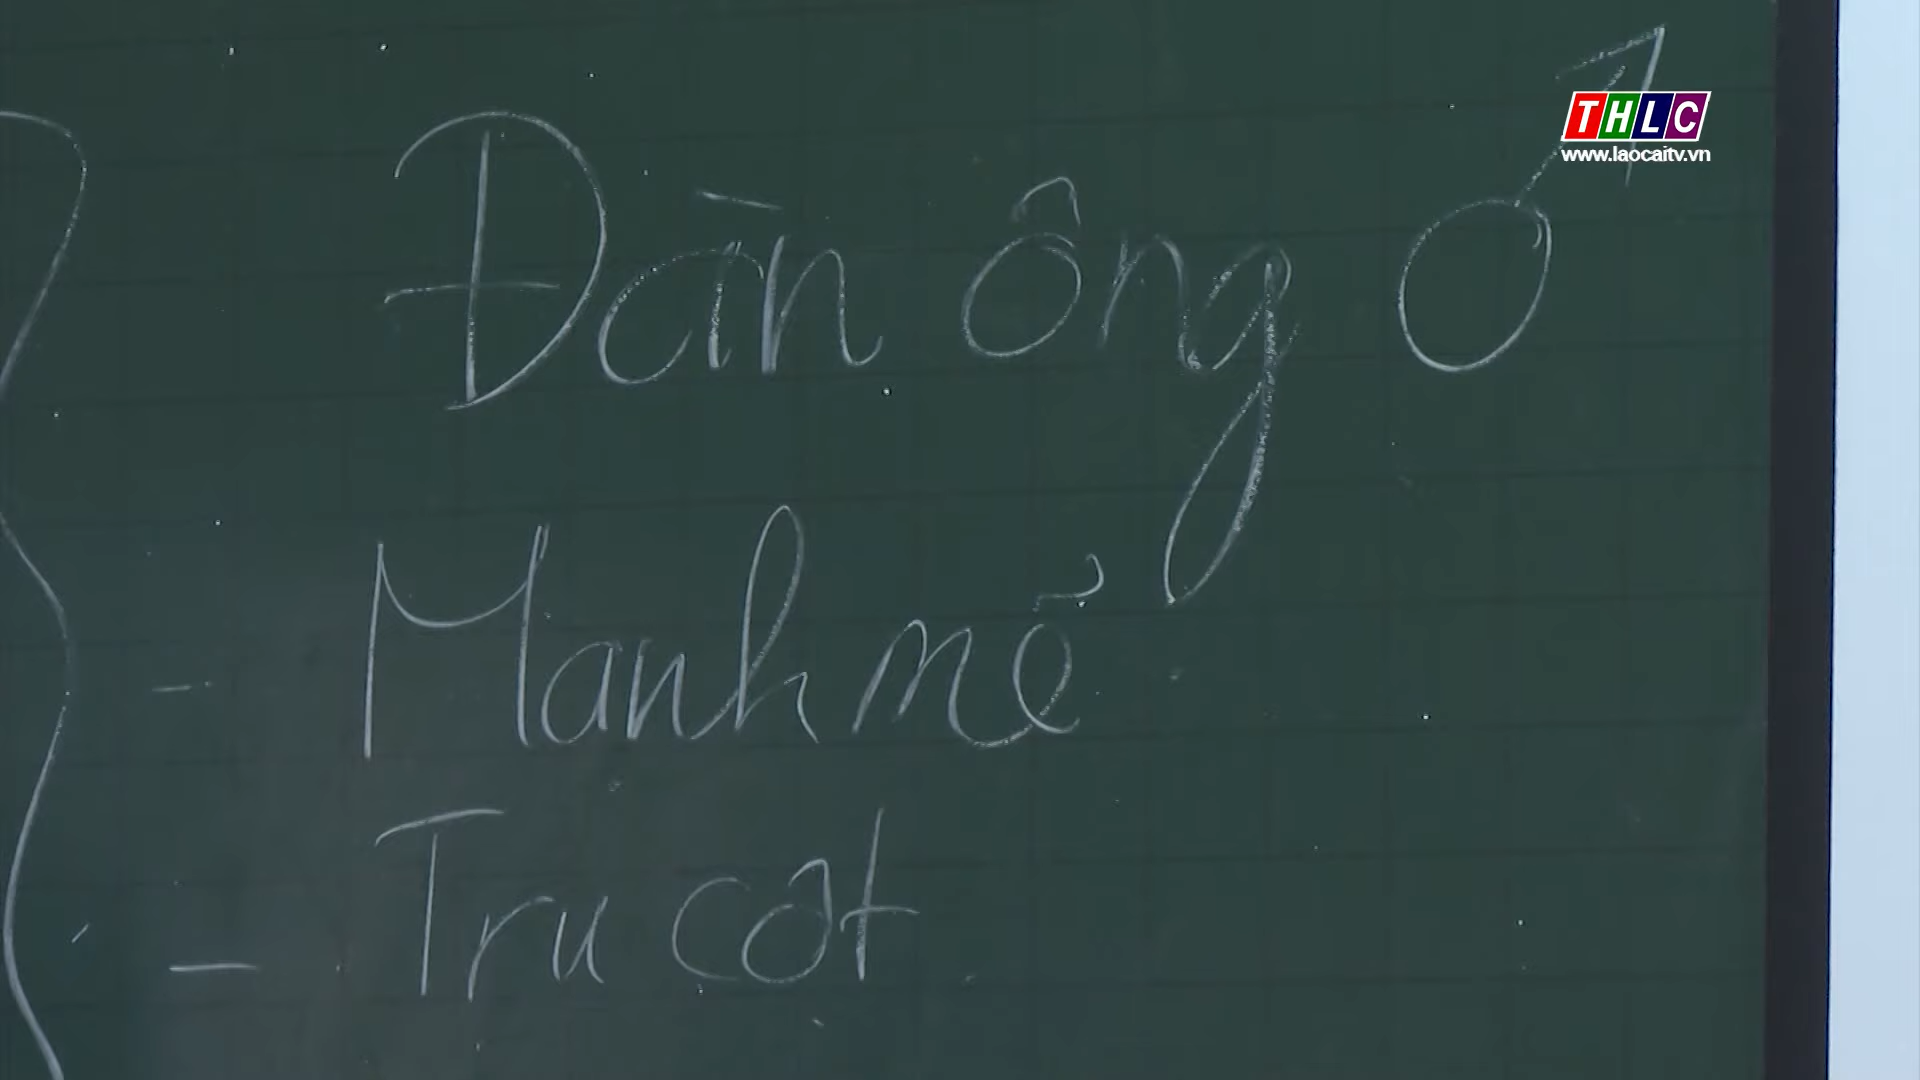 THLC
www.laocaitv.vn
Đàn ông ♂
- Mạnh mẽ
- Trụ cột